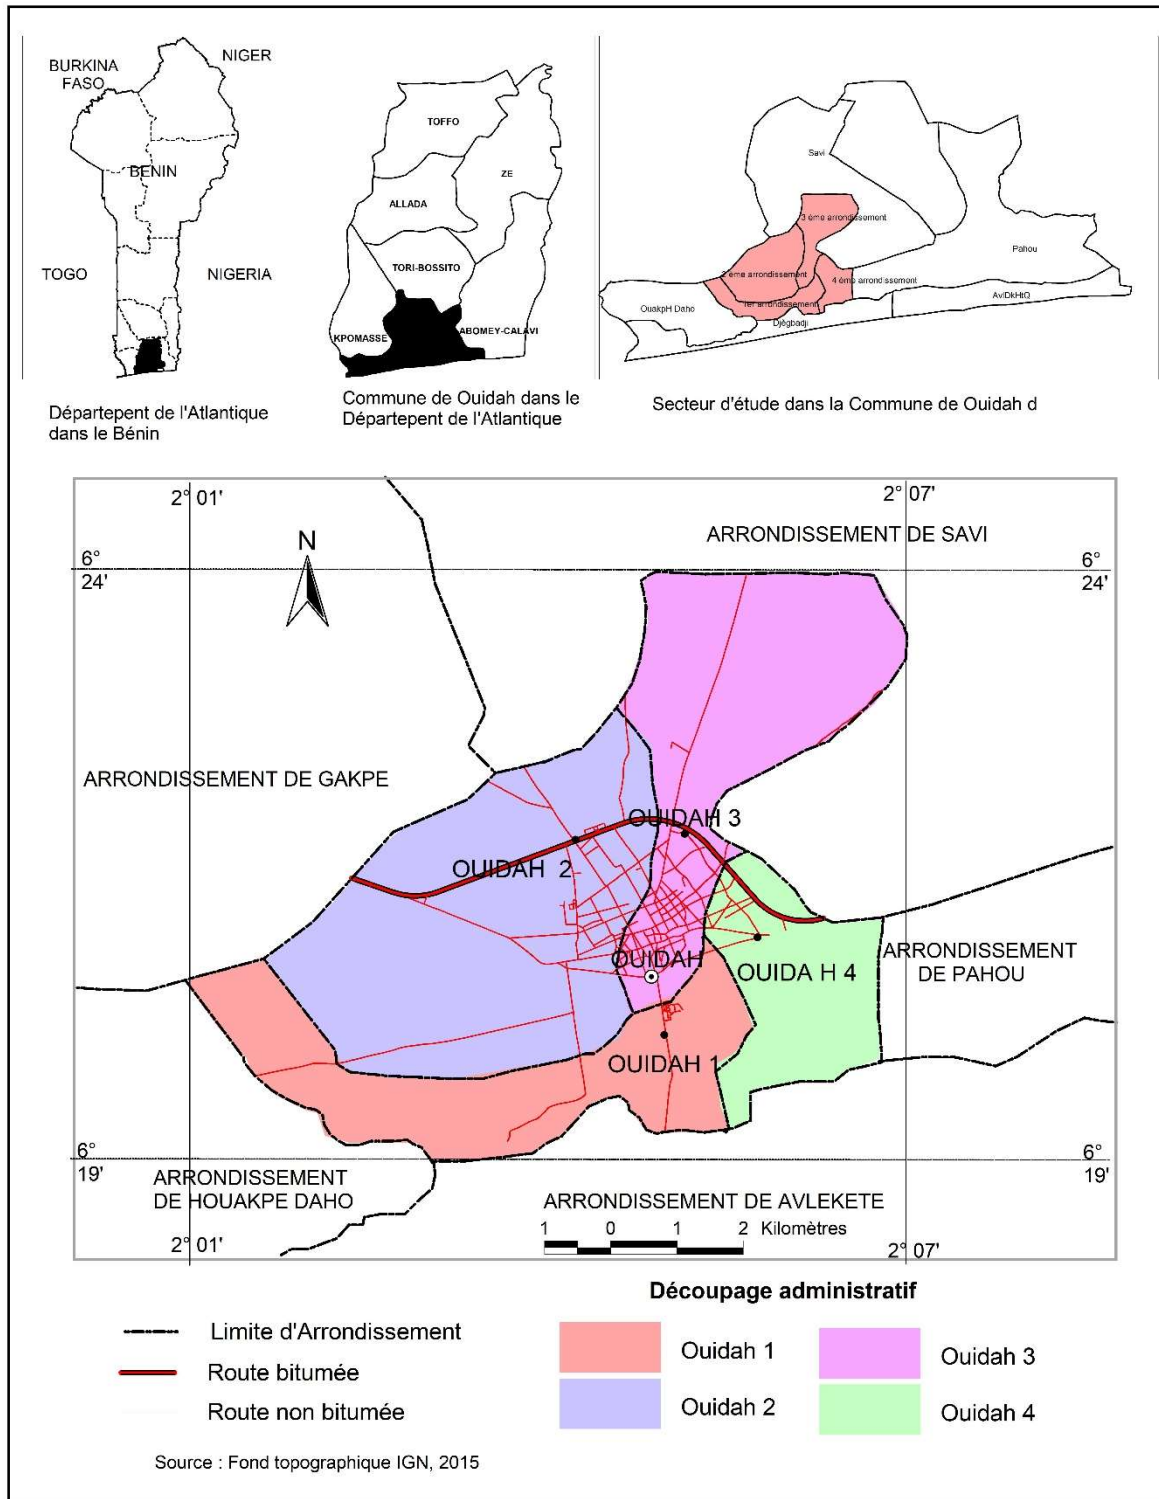 BURKINA
FASO
NIGER
BENIN
TOGO
NIGERIA
Départepent de l'Atlantique
dans le Bénin
TOFFO
ZE
ALLADA
TORI-BOSSITO
KPOMASSE
ABOMEY-CALAVI
Commune de Ouidah dans le
Départepent de l'Atlantique
Savi
3 éme arrondissement
Pahou
2 éme arrondissement
4 éme arrondissement
1er arrondissement
OuakpH Daho
Djègbadji
AvlDkHtQ
Secteur d'étude dans la Commune de Ouidah d
2° 01'
2° 07'
ARRONDISSEMENT DE SAVI
N
6°
24'
6°
24'
ARRONDISSEMENT DE GAKPE
OUIDAH 3
OUIDAH 2
OUIDAH
OUIDA H 4
ARRONDISSEMENT
DE PAHOU
OUIDAH 1
6°
19'
6°
19'
ARRONDISSEMENT
DE HOUAKPE DAHO
ARRONDISSEMENT DE AVLEKETE
1 0 1 2 Kilomètres
2° 01'
2° 07'
Découpage administratif
Limite d'Arrondissement
Route bitumée
Route non bitumée
Ouidah 1
Ouidah 2
Ouidah 3
Ouidah 4
Source : Fond topographique IGN, 2015